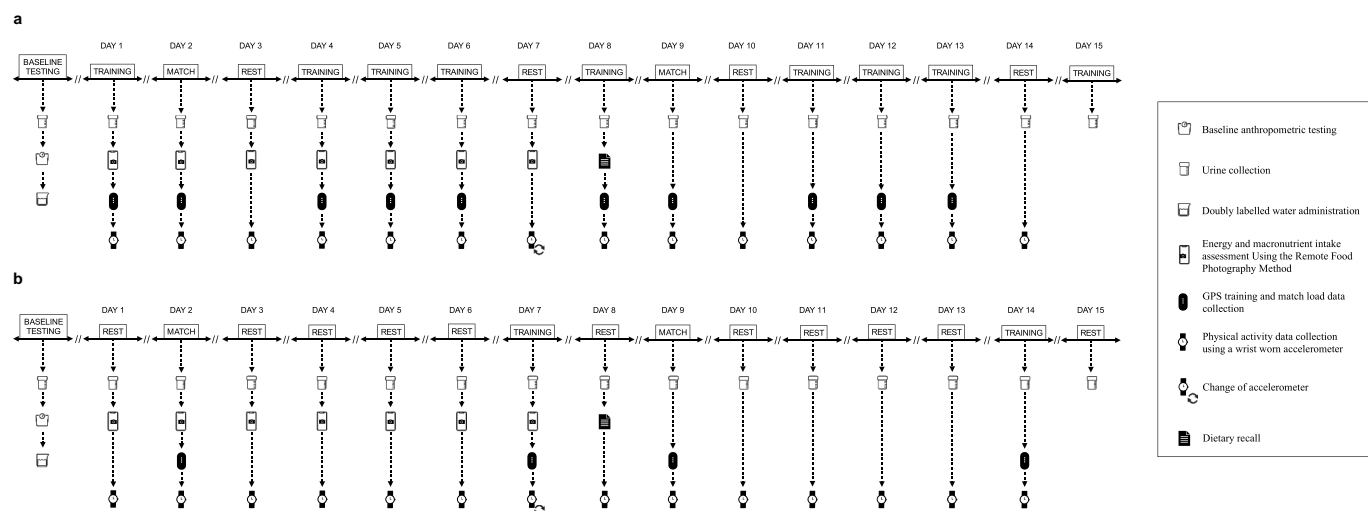 a
DAY 1 DAY 2 DAY 3 DAY 4 DAY 5 DAY 6 DAY 7 DAY 8 DAY 9 DAY 10 DAY 11 DAY 12 DAY 13 DAY 14 DAY 15
BASELINE
TESTING TRAINING MATCH REST TRAINING TRAINING TRAINING REST TRAINING MATCH REST TRAINING TRAINING TRAINING REST TRAINING
b
DAY 1 DAY 2 DAY 3 DAY 4 DAY 5 DAY 6 DAY 7 DAY 8 DAY 9 DAY 10 DAY 11 DAY 12 DAY 13 DAY 14 DAY 15
BASELINE
TESTING REST MATCH REST REST REST REST TRAINING REST MATCH REST REST REST REST TRAINING REST
Baseline anthropometric testing
Urine collection
Doubly labelled water administration
Energy and macronutrient intake
assessment Using the Remote Food
Photography Method
GPS training and match load data
collection
Physical activity data collection
using a wrist worn accelerometer
Change of accelerometer
Dietary recall